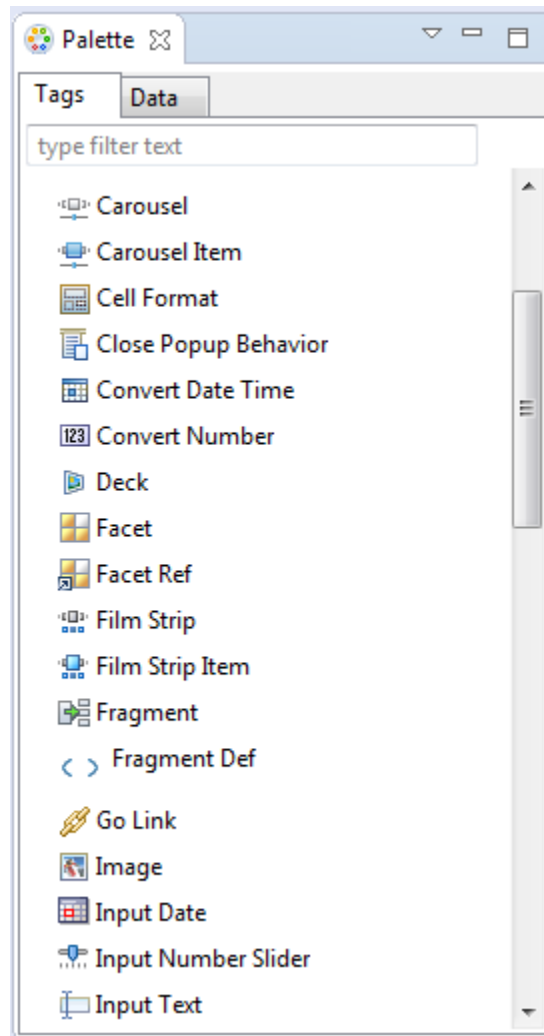 Palette
Tags
Data
type filter text
Carousel
Carousel Item
Cell Format
Close Popup Behavior
Convert Date Time
123 Convert Number
Deck
Facet
Facet Ref
Film Strip
Film Strip Item
Fragment
Fragment Def
Go Link
Image
Input Date
Input Number Slider
Input Text